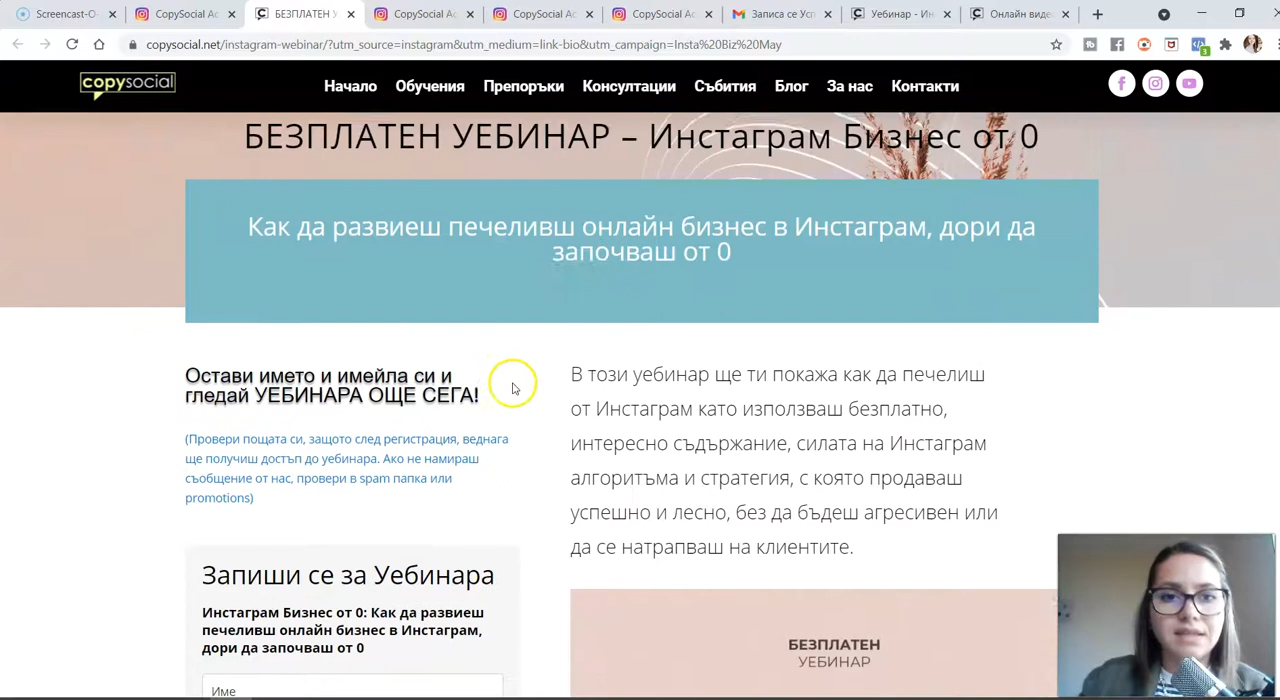 Screencast-O
CopySocial Ac
БЕЗПЛАТЕН У
CopySocial Ac
CopySocial Ac
CopySocial Ac
Записа се Усп
Уебинар - Ин
Онлайн виде
copysocial.net/instagram-webinar/?utm_source=instagram&utm_medium=link-bio&utm_campaign=Insta%20Biz%20May
copysocial
Начало Обучения Препоръки Консултации Събития Блог За нас Контакти
БЕЗПЛАТЕН УЕБИНАР – Инстаграм Бизнес от 0
Как да развиеш печеливш онлайн бизнес в Инстаграм, дори да
започваш от 0
Остави името и имейла си и
гледай УЕБИНАРА ОЩЕ СЕГА!
(Провери пощата си, защото след регистрация, веднага
ще получиш достъп до уебинара. Ако не намираш
съобщение от нас, провери в spam папка или
promotions)
Запиши се за Уебинара
Инстаграм Бизнес от 0: Как да развиеш
печеливш онлайн бизнес в Инстаграм,
дори да започваш от 0
Име
В този уебинар ще ти покажа как да печелиш
от Инстаграм като използваш безплатно,
интересно съдържание, силата на Инстаграм
алгоритъма и стратегия, с която продаваш
успешно и лесно, без да бъдеш агресивен или
да се натрапваш на клиентите.
БЕЗПЛАТЕН
УЕБИНАР